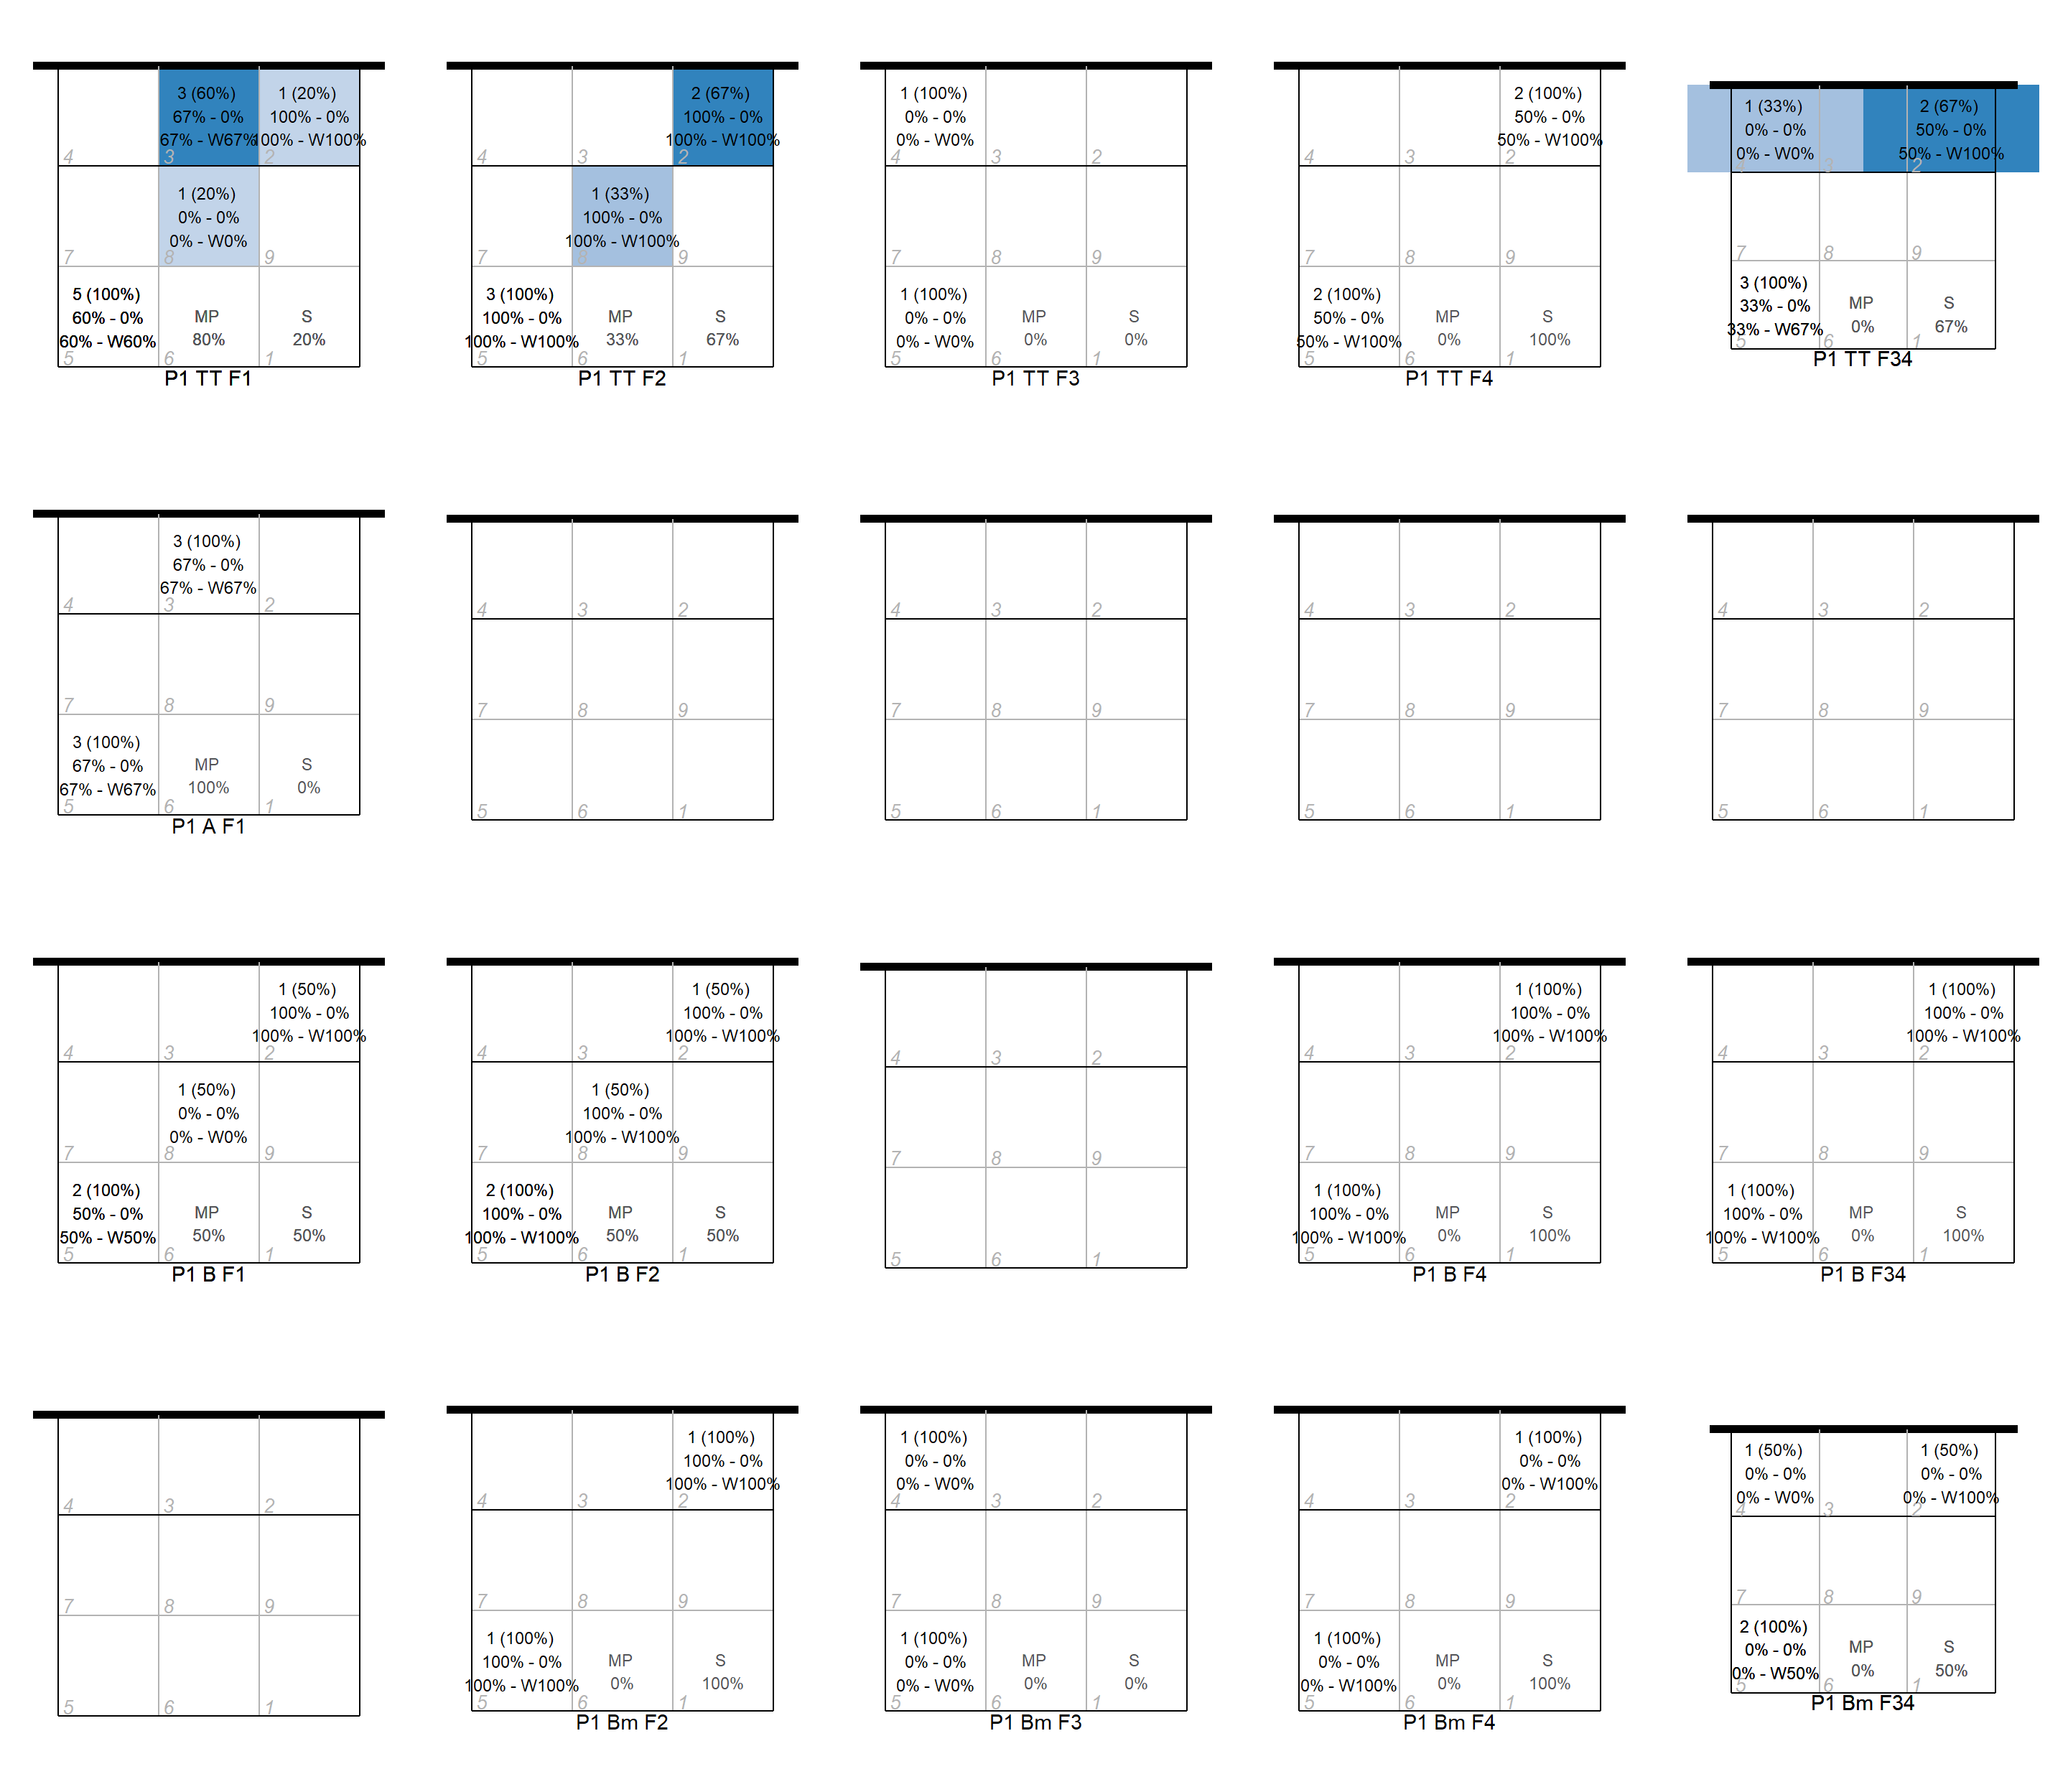 3 (60%)
67% - 0%
67% - W67%
1 (20%)
100% - 0%
100% - W100%
4 3 2
1 (20%)
0% - 0%
0% - W0%
7 8 9
5 (100%)
60% - 0%
60% - W60%
MP
80%
S
20%
5 6 1
P1 TT F1
2 (67%)
100% - 0%
100% - W100%
4 3 2
1 (33%)
100% - 0%
100% - W100%
7 8 9
3 (100%)
100% - 0%
100% - W100%
MP
33%
S
67%
5 6 1
P1 TT F2
1 (100%)
0% - 0%
0% - W0%
4 3 2
7 8 9
1 (100%)
0% - 0%
0% - W0%
MP
0%
S
0%
5 6 1
P1 TT F3
2 (100%)
50% - 0%
50% - W100%
4 3 2
7 8 9
2 (100%)
50% - 0%
50% - W100%
MP
0%
S
100%
5 6 1
P1 TT F4
1 (33%)
0% - 0%
0% - W0%
2 (67%)
50% - 0%
50% - W100%
4 3 2
7 8 9
3 (100%)
33% - 0%
33% - W67%
MP
0%
S
67%
5 6 1
P1 TT F34
3 (100%)
67% - 0%
67% - W67%
4 3 2
7 8 9
3 (100%)
67% - 0%
67% - W67%
MP
100%
S
0%
5 6 1
P1 A F1
4 3 2
7 8 9
5 6 1
4 3 2
7 8 9
5 6 1
4 3 2
7 8 9
5 6 1
4 3 2
7 8 9
5 6 1
1 (50%)
100% - 0%
100% - W100%
4 3 2
1 (50%)
0% - 0%
0% - W0%
7 8 9
2 (100%)
50% - 0%
50% - W50%
MP
50%
S
50%
5 6 1
P1 B F1
1 (50%)
100% - 0%
100% - W100%
4 3 2
1 (50%)
100% - 0%
100% - W100%
7 8 9
2 (100%)
100% - 0%
100% - W100%
MP
50%
S
50%
5 6 1
P1 B F2
4 3 2
7 8 9
5 6 1
1 (100%)
100% - 0%
100% - W100%
4 3 2
7 8 9
1 (100%)
100% - 0%
100% - W100%
MP
0%
S
100%
5 6 1
P1 B F4
1 (100%)
100% - 0%
100% - W100%
4 3 2
7 8 9
1 (100%)
100% - 0%
100% - W100%
MP
0%
S
100%
5 6 1
P1 B F34
4 3 2
7 8 9
5 6 1
1 (100%)
100% - 0%
100% - W100%
4 3 2
7 8 9
1 (100%)
100% - 0%
100% - W100%
MP
0%
S
100%
5 6 1
P1 Bm F2
1 (100%)
0% - 0%
0% - W0%
4 3 2
7 8 9
1 (100%)
0% - 0%
0% - W0%
MP
0%
S
0%
5 6 1
P1 Bm F3
1 (100%)
0% - 0%
0% - W100%
4 3 2
7 8 9
1 (100%)
0% - 0%
0% - W100%
MP
0%
S
100%
5 6 1
P1 Bm F4
1 (50%)
0% - 0%
0% - W0%
1 (50%)
0% - 0%
0% - W100%
4 3 2
7 8 9
2 (100%)
0% - 0%
0% - W50%
MP
0%
S
50%
5 6 1
P1 Bm F34